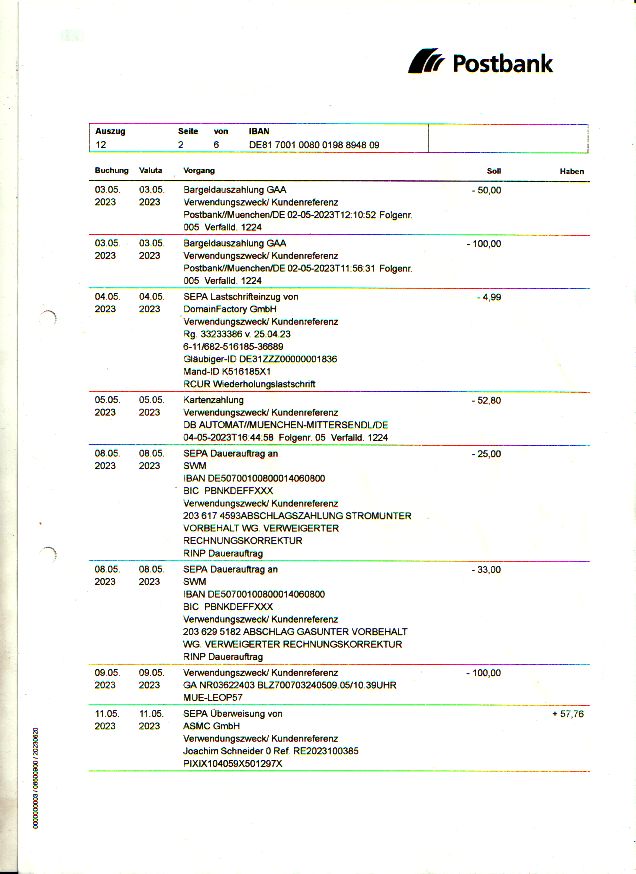 Postbank
Auszug Seite von IBAN
12 2 6 DE81 7001 0080 0198 8948 09
Buchung Valuta Vorgang Soll Haben
03.05. 03.05. Bargeldauszahlung GAA - 50,00
2023 2023 Verwendungszweck/ Kundenreferenz
Postbank//Muenchen/DE 02-05-2023T12:10:52 Folgenr.
005 Verfalld. 1224
03.05. 03.05. Bargeldauszahlung GAA - 100,00
2023 2023 Verwendungszweck/ Kundenreferenz
Postbank//Muenchen/DE 02-05-2023T11:56:31 Folgenr.
005 Verfalld. 1224
04.05. 04.05. SEPA Lastschrifteinzug von - 4,99
2023 2023 DomainFactory GmbH
Verwendungszweck/ Kundenreferenz
Rg. 33233386 v. 25.04.23
6-11/682-516185-36689
Gläubiger-ID DE31ZZZ00000001836
Mand-ID K516185X1
RCUR Wiederholungslastschrift
05.05. 05.05. Kartenzahlung - 52,80
2023 2023 Verwendungszweck/ Kundenreferenz
DB AUTOMAT//MUENCHEN-MITTERSENDL/DE
04-05-2023T16:44:58 Folgenr. 05 Verfalld. 1224
08.05. 08.05. SEPA Dauerauftrag an - 25,00
2023 2023 SWM
IBAN DE50700100800014060800
BIC PBNKDEFFXXX
Verwendungszweck/ Kundenreferenz
203 617 4593ABSCHLAGSZAHLUNG STROMUNTER
VORBEHALT WG. VERWEIGERTER
RECHNUNGSKORREKTUR
RINP Dauerauftrag
08.05. 08.05. SEPA Dauerauftrag an - 33,00
2023 2023 SWM
IBAN DE50700100800014060800
BIC PBNKDEFFXXX
Verwendungszweck/ Kundenreferenz
203 629 5182 ABSCHLAG GASUNTER VORBEHALT
WG. VERWEIGERTER RECHNUNGSKORREKTUR
RINP Dauerauftrag
09.05. 09.05. Verwendungszweck/ Kundenreferenz - 100,00
2023 2023 GA NR03622403 BLZ700703240509.05/10.39UHR
MUE-LEOP57
11.05. 11.05. SEPA Überweisung von + 57,76
2023 2023 ASMC GmbH
Verwendungszweck/ Kundenreferenz
Joachim Schneider 0 Ref. RE2023100385
PIXIX104059X501297X